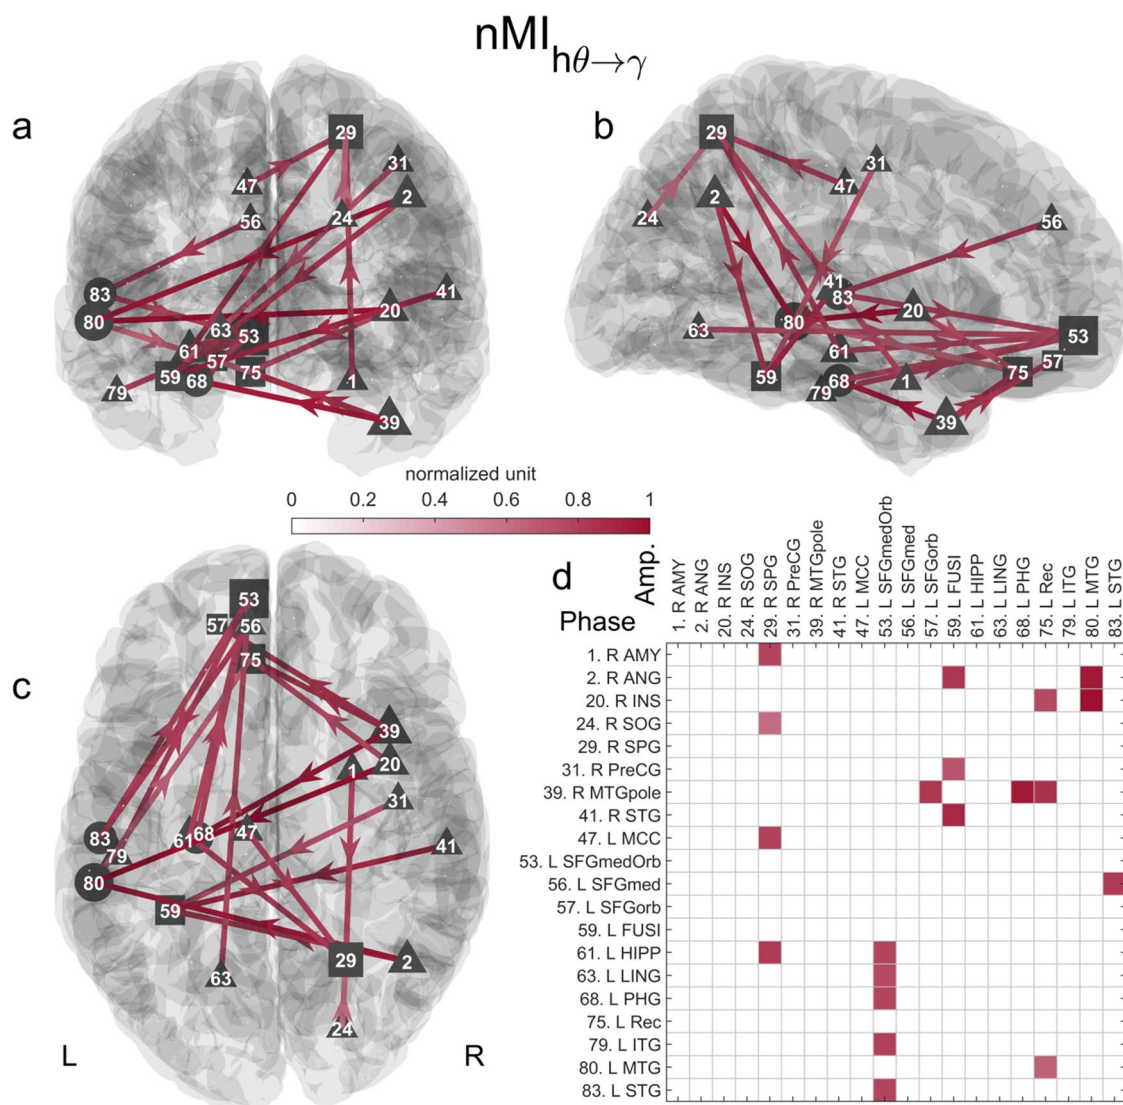 nMI hθ→γ
a
29
31
47
2
24
56
83
41
20
80
63
53
61
57
59
68
75
79
1
39
b
29
31
2
47
24
56
41
83
20
80
63
53
61
57
59
75
79
68
1
39
normalized unit
0 0.2 0.4 0.6 0.8 1
c
53
57
56
75
39
20
1
31
83
61
68
47
79
41
80
59
29
2
63
24
L
R
d
Amp.
1. R AMY
2. R ANG
20. R INS
24. R SOG
29. R SPG
31. R PreCG
39. R MTGpole
41. R STG
47. L MCC
53. L SFGmedOrb
56. L SFGmed
57. L SFGorb
59. L FUSI
61. L HIPP
63. L LING
68. L PHG
75. L Rec
79. L ITG
80. L MTG
83. L STG
Phase
1. R AMY
2. R ANG
20. R INS
24. R SOG
29. R SPG
31. R PreCG
39. R MTGpole
41. R STG
47. L MCC
53. L SFGmedOrb
56. L SFGmed
57. L SFGorb
59. L FUSI
61. L HIPP
63. L LING
68. L PHG
75. L Rec
79. L ITG
80. L MTG
83. L STG